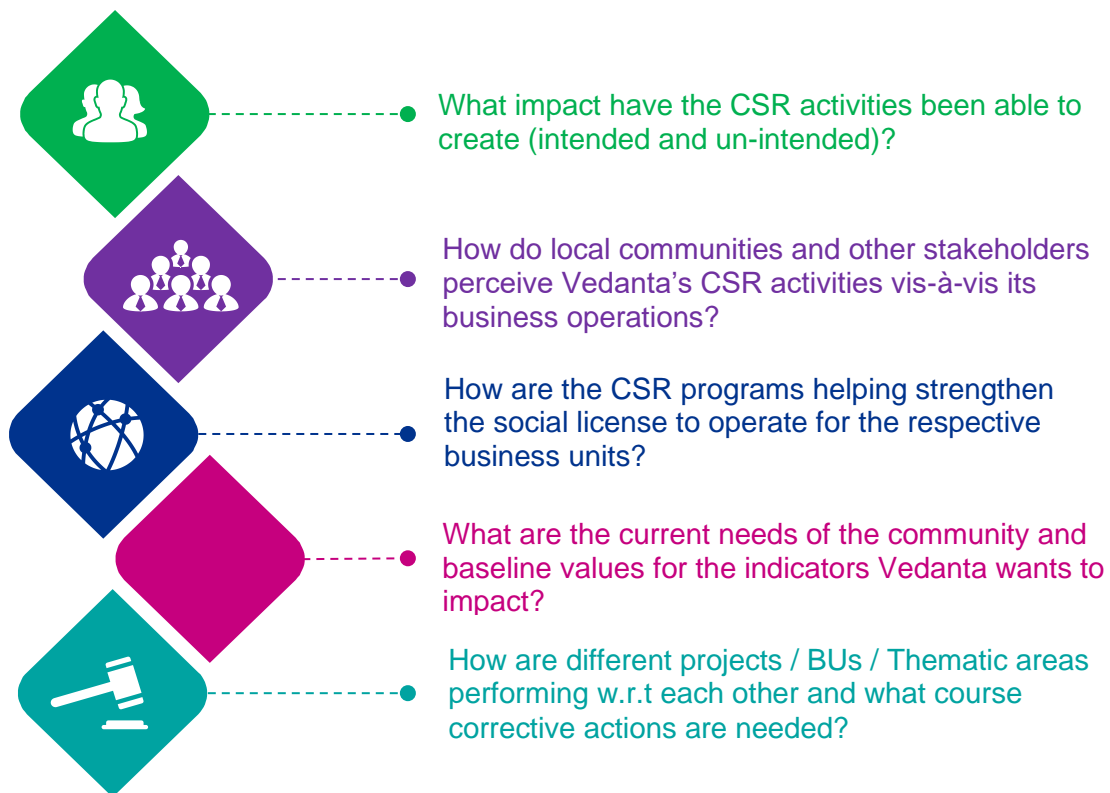 What impact have the CSR activities been able to
create (intended and un-intended)?
How do local communities and other stakeholders
perceive Vedanta's CSR activities vis-à-vis its
business operations?
How are the CSR programs helping strengthen
the social license to operate for the respective
business units?
What are the current needs of the community and
baseline values for the indicators Vedanta wants to
impact?
How are different projects / BUs / Thematic areas
performing w.r.t each other and what course
corrective actions are needed?